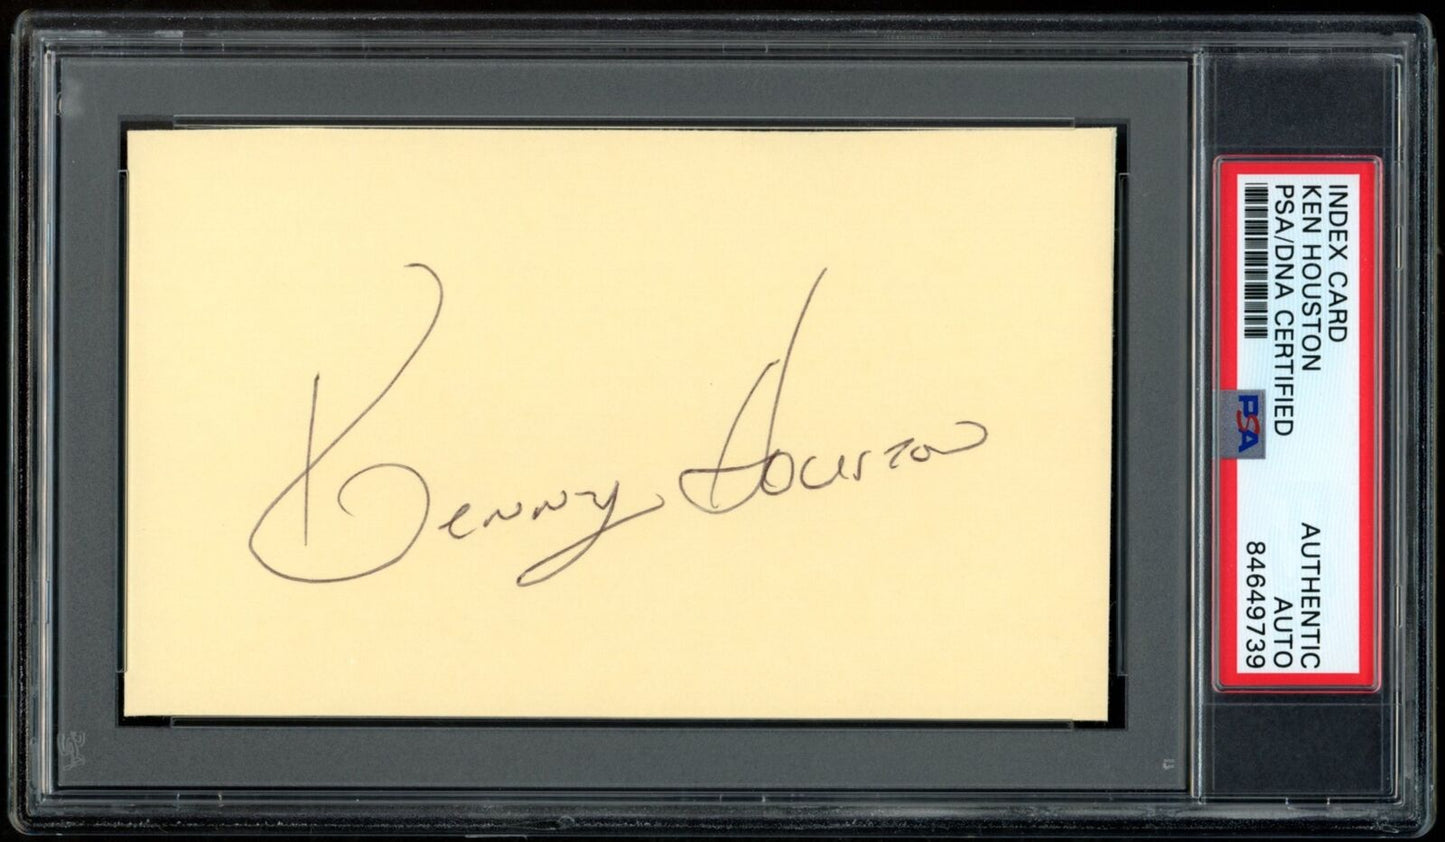 Kenny Houston
INDEX CARD
KEN HOUSTON
PSA/DNA CERTIFIED
AUTHENTIC
AUTO
84649739
PSA